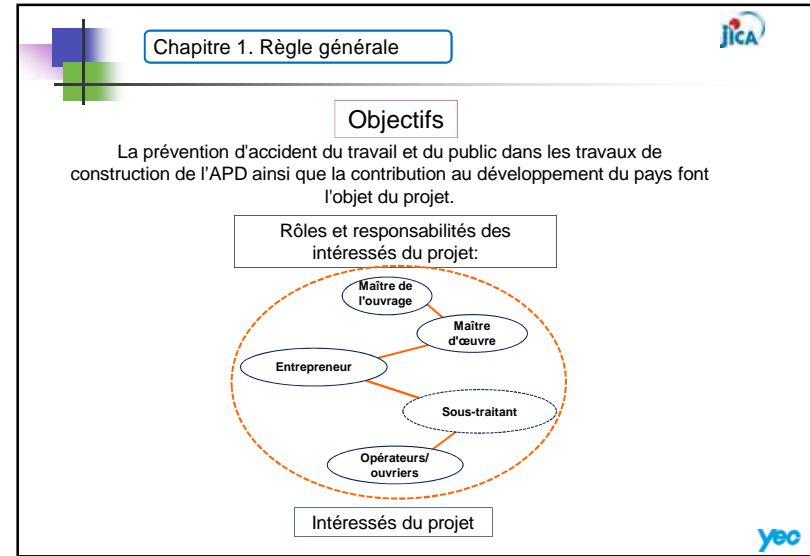 Chapitre 1. Règle générale
jica
Objectifs
La prévention d'accident du travail et du public dans les travaux de
construction de l'APD ainsi que la contribution au développement du pays font
l'objet du projet.
Rôles et responsabilités des
intéressés du projet:
Maître de
l'ouvrage
Maître
d'œuvre
Entrepreneur
Sous-traitant
Opérateurs/
ouvriers
Intéressés du projet
yec